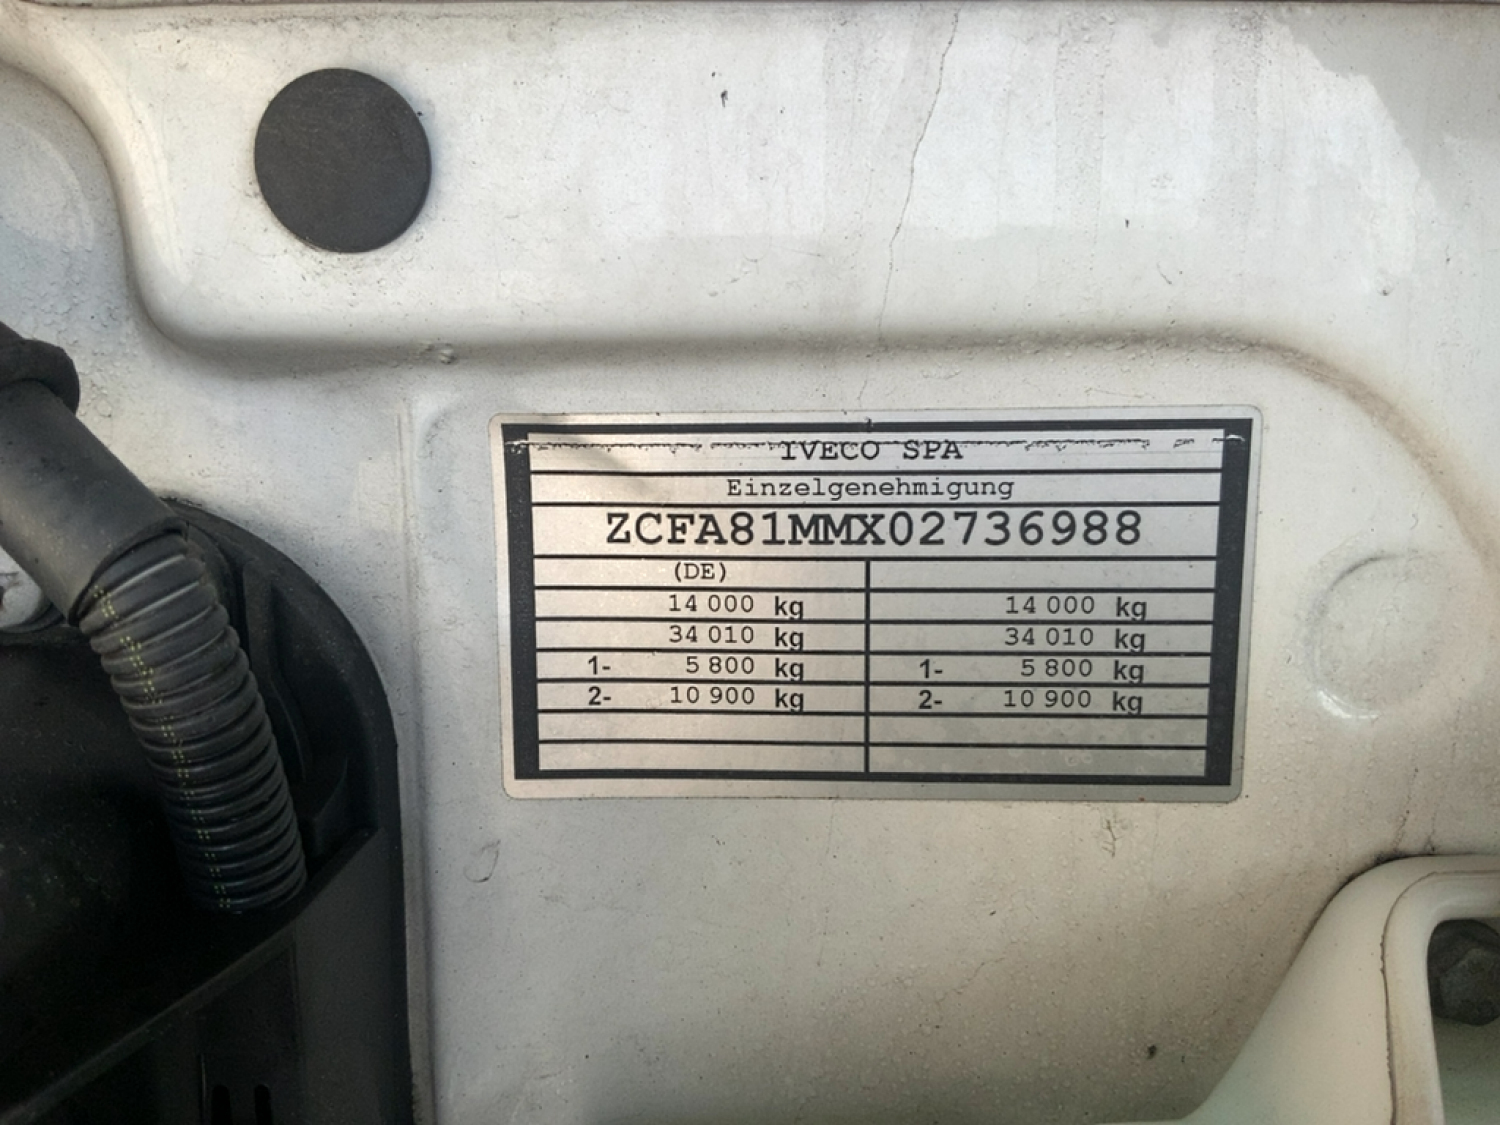 IVECO SPA
Einzelgenehmigung
ZCFA81MMX02736988
(DE)
14 000 kg 14 000 kg
34 010 kg 34 010 kg
1- 5 800 kg 1- 5 800 kg
2- 10 900 kg 2- 10 900 kg